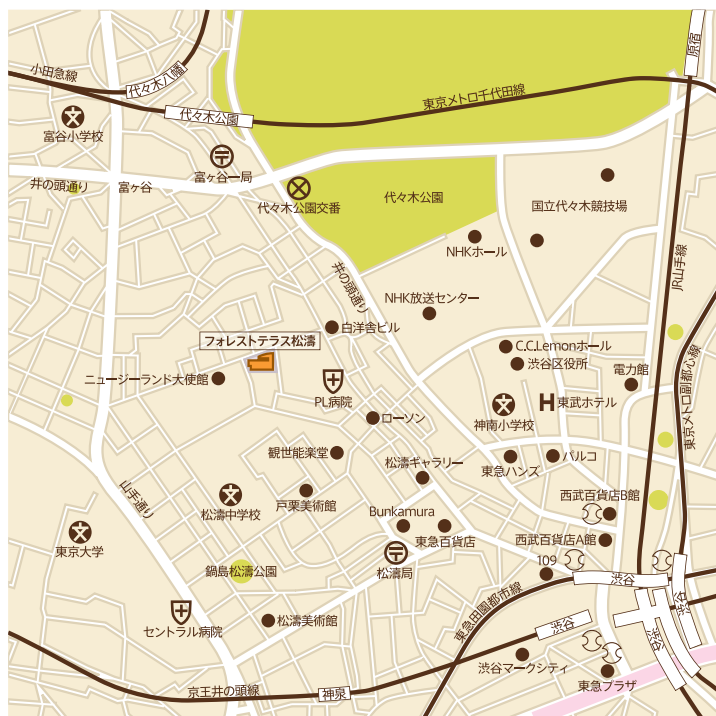 原宿
小田急線
代々木八幡
東京メトロ千代田線
代々木公園
富谷小学校
富ヶ谷一局
井の頭通り
富ヶ谷
代々木公園交番
代々木公園
国立代々木競技場
NHKホール
JR山手線
井の頭通り
NHK放送センター
白洋舎ビル
フォレストテラス松濤
C.C.Lemonホール
渋谷区役所
電力館
東京メトロ副都心線
ニュージーランド大使館
PL病院
H 東武ホテル
ローソン
神南小学校
観世能楽堂
松濤ギャラリー
東急ハンズ
パルコ
山手通り
松濤中学校
戸栗美術館
西武百貨店B館
Bunkamura
東急百貨店
西武百貨店A館
東京大学
鍋島松濤公園
松濤局
109
渋谷
渋谷
東急田園都市線
セントラル病院
松濤美術館
渋谷
渋谷
渋谷マークシティ
東急プラザ
京王井の頭線
神泉